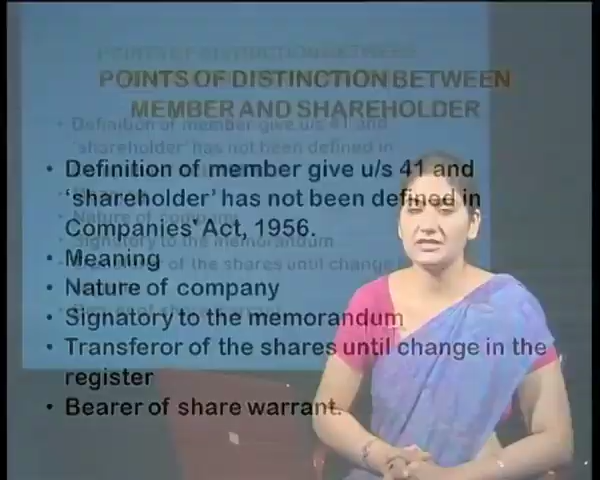 POINTS OF DISTINCTION BETWEEN
MEMBER AND SHAREHOLDER
• Definition of member give u/s 41 and
‘shareholder’ has not been defined in
Companies’ Act, 1956.
• Meaning
• Nature of company
• Signatory to the memorandum
• Transferor of the shares until change in the
register
• Bearer of share warrant.